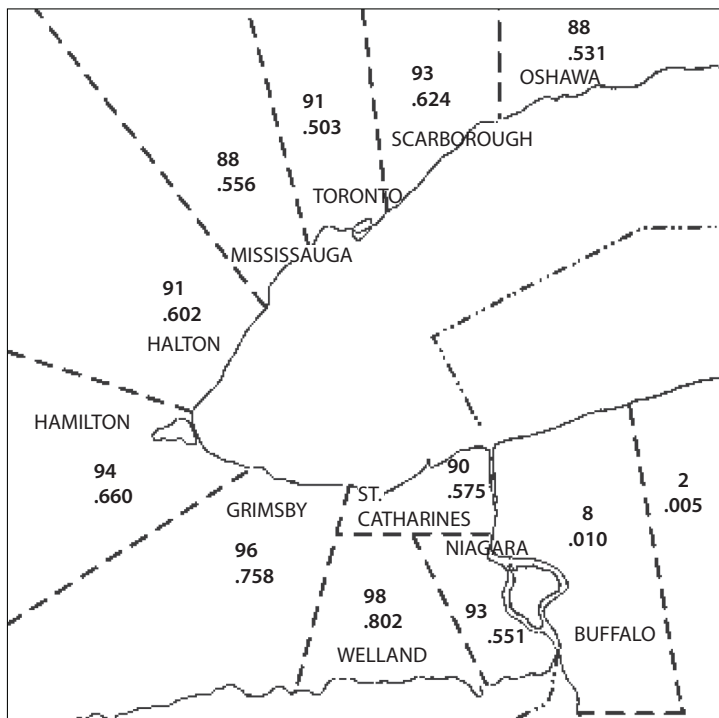 88
.531
OSHAWA
93
.624
SCARBOROUGH
91
.503
TORONTO
88
.556
MISSISSAUGA
91
.602
HALTON
HAMILTON
94
.660
GRIMSBY
96
.758
ST.
CATHARINES
90
.575
NIAGARA
93
.551
98
.802
WELLAND
8
.010
BUFFALO
2
.005